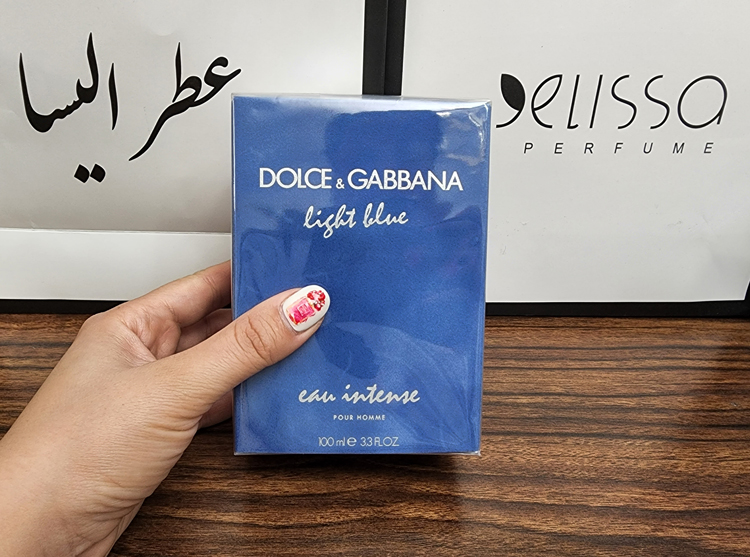 عطر اليسا
elissa
PERFUME
DOLCE & GABBANA
light blue
eau intense
POUR HOMME
100 ml e 3.3 FL.OZ.